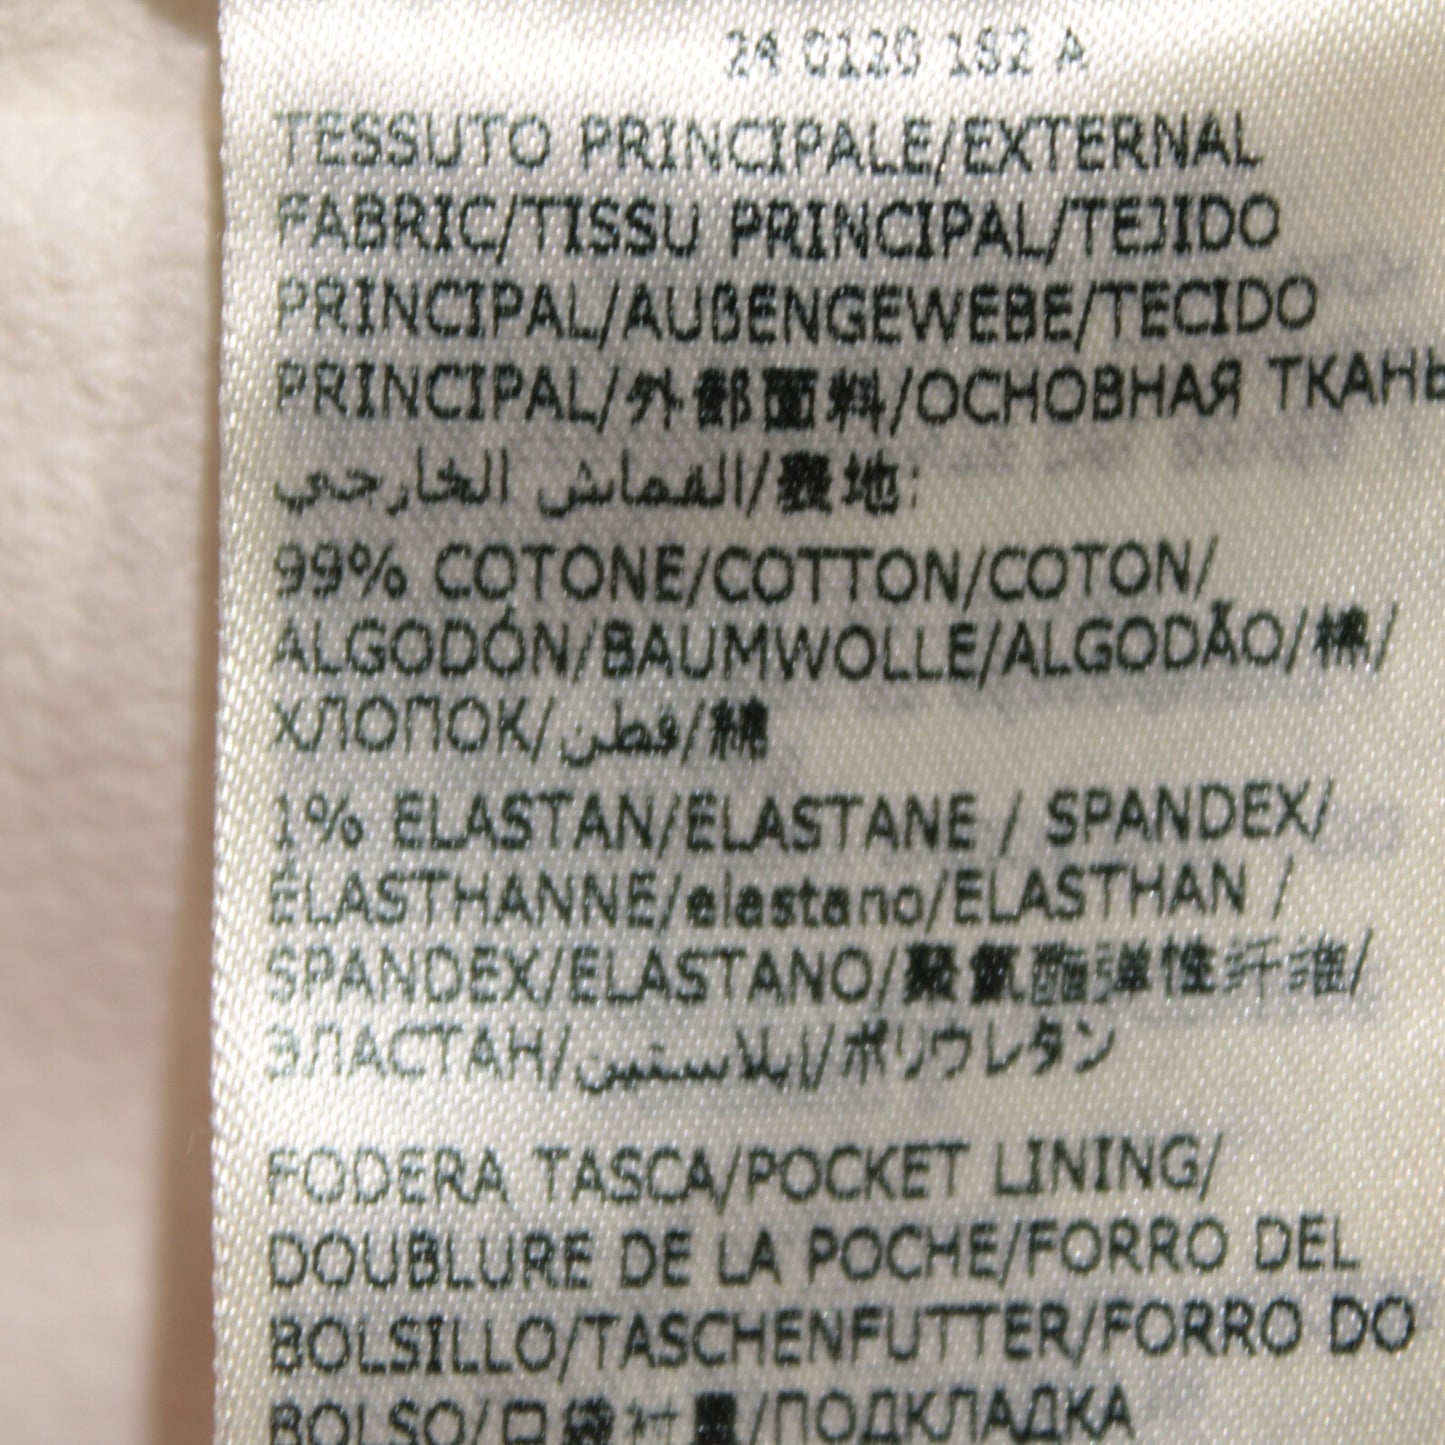 24 0120 182 A
TESSUTO PRINCIPALE/EXTERNAL
FABRIC/TISSU PRINCIPAL/TEJIDO
PRINCIPAL/AUßENGEWEBE/TECIDO
PRINCIPAL/外部面料/ОСНОВНАЯ ТКАНЬ
القماش الخارجي/表地:
99% COTONE/COTTON/COTON/
ALGODÓN/BAUMWOLLE/ALGODÃO/棉/
ХЛОПОК/قطن/綿
1% ELASTAN/ELASTANE / SPANDEX/
ÉLASTHANNE/elastano/ELASTHAN /
SPANDEX/ELASTANO/聚氨酯弹性纤维/
ЭЛАСТАН/إيلاستين/ポリウレタン
FODERA TASCA/POCKET LINING/
DOUBLURE DE LA POCHE/FORRO DEL
BOLSILLO/TASCHENFUTTER/FORRO DO
BOLSO/口袋衬里/ПОДКЛАДКА